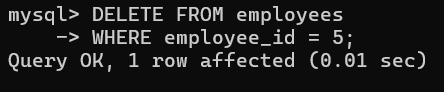 mysql> DELETE FROM employees
    -> WHERE employee_id = 5;
Query OK, 1 row affected (0.01 sec)